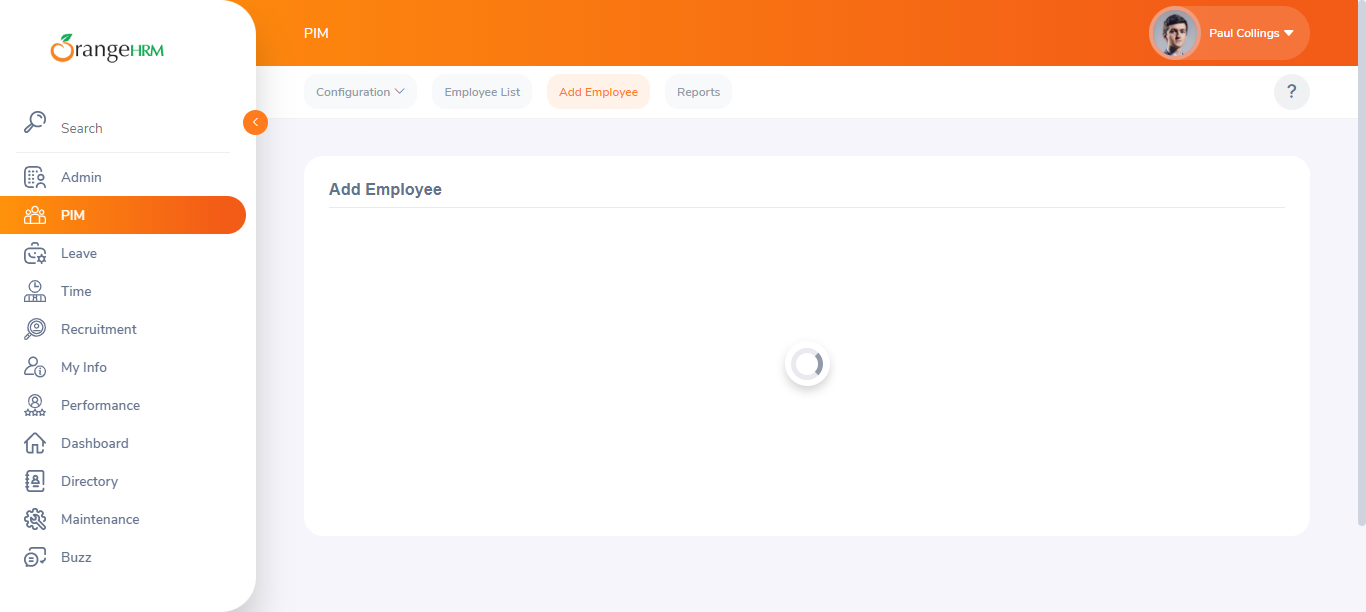 OrangeHRM
PIM
Paul Collings
Configuration
Employee List
Add Employee
Reports
?
Search
Admin
PIM
Leave
Time
Recruitment
My Info
Performance
Dashboard
Directory
Maintenance
Buzz
Add Employee